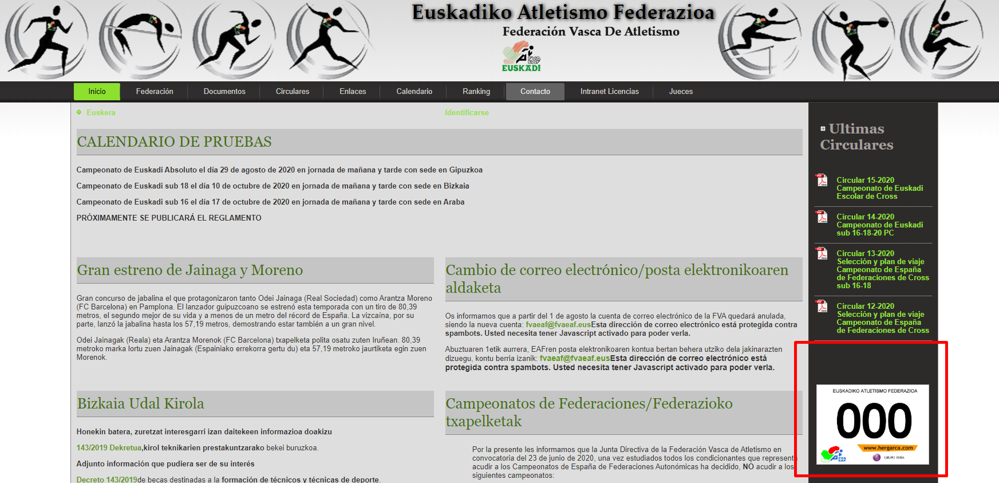 Euskadiko Atletismo Federazioa
Federación Vasca De Atletismo
FVA
EAF
EUSKADI
Inicio
Federación
Documentos
Circulares
Enlaces
Calendario
Ranking
Contacto
Intranet Licencias
Jueces
Euskera
Identificarse
CALENDARIO DE PRUEBAS
Campeonato de Euskadi Absoluto el día 29 de agosto de 2020 en jornada de mañana y tarde con sede en Gipuzkoa
Campeonato de Euskadi sub 18 el día 10 de octubre de 2020 en jornada de mañana y tarde con sede en Bizkaia
Campeonato de Euskadi sub 16 el día 17 de octubre de 2020 en jornada de mañana y tarde con sede en Araba
PRÓXIMAMENTE SE PUBLICARÁ EL REGLAMENTO
Gran estreno de Jainaga y Moreno
Gran concurso de jabalina el que protagonizaron tanto Odei Jainaga (Real Sociedad) como Arantza Moreno
(FC Barcelona) en Pamplona. El lanzador guipuzcoano se estrenó esta temporada con un tiro de 80,39
metros, el segundo mejor de su vida y a menos de un metro del récord de España. La vizcaína, por su
parte, lanzó la jabalina hasta los 57,19 metros, demostrando estar también a un gran nivel.
Odei Jainagak (Reala) eta Arantza Morenok (FC Barcelona) txapelketa polita osatu zuten Iruñean. 80,39
metroko marka lortu zuen Jainagak (Espainiako errekorra gertu du) eta 57,19 metroko jaurtiketa egin zuen
Morenok.
Cambio de correo electrónico/posta elektronikoaren
aldaketa
Os informamos que a partir del 1 de agosto la cuenta de correo electrónico de la FVA quedará anulada,
siendo la nueva cuenta: fvaeaf@fvaeaf.eusEsta dirección de correo electrónico está protegida contra
spambots. Usted necesita tener Javascript activado para poder verla.
Abuztuaren 1etik aurrera, EAFren posta elektronikoaren kontua bertan behera utziko dela jakinarazten
dizuegu, kontu berria izanik: fvaeaf@fvaeaf.eusEsta dirección de correo electrónico está
protegida contra spambots. Usted necesita tener Javascript activado para poder verla.
Bizkaia Udal Kirola
Honekin batera, zuretzat interesgarri izan daitekeen informazioa doakizu
143/2019 Dekretua,kirol teknikarien prestakuntzarako bekei buruzkoa.
Adjunto información que pudiera ser de su interés
Decreto 143/2019de becas destinadas a la formación de técnicos y técnicas de deporte.
Campeonatos de Federaciones/Federazioko
txapelketak
Por la presente les informamos que la Junta Directiva de la Federación Vasca de Atletismo en
convocatoria del 23 de junio de 2020, una vez estudiados todos los condicionantes que representa
acudir a los Campeonatos de España de Federaciones Autonómicas ha decidido, NO acudir a los
siguientes campeonatos:
Ultimas
Circulares
Circular 15-2020
Campeonato de Euskadi
Escolar de Cross
Circular 14-2020
Campeonato de Euskadi
sub 16-18-20 PC
Circular 13-2020
Selección y plan de viaje
Campeonato de España
de Federaciones de Cross
sub 16-18
Circular 12-2020
Selección y plan de viaje
Campeonato de España
de Federaciones de Cross
EUSKADIKO ATLETISMO FEDERAZIOA
000
www.hergarca.com
FVA
EAF
GRUPO TEIBA